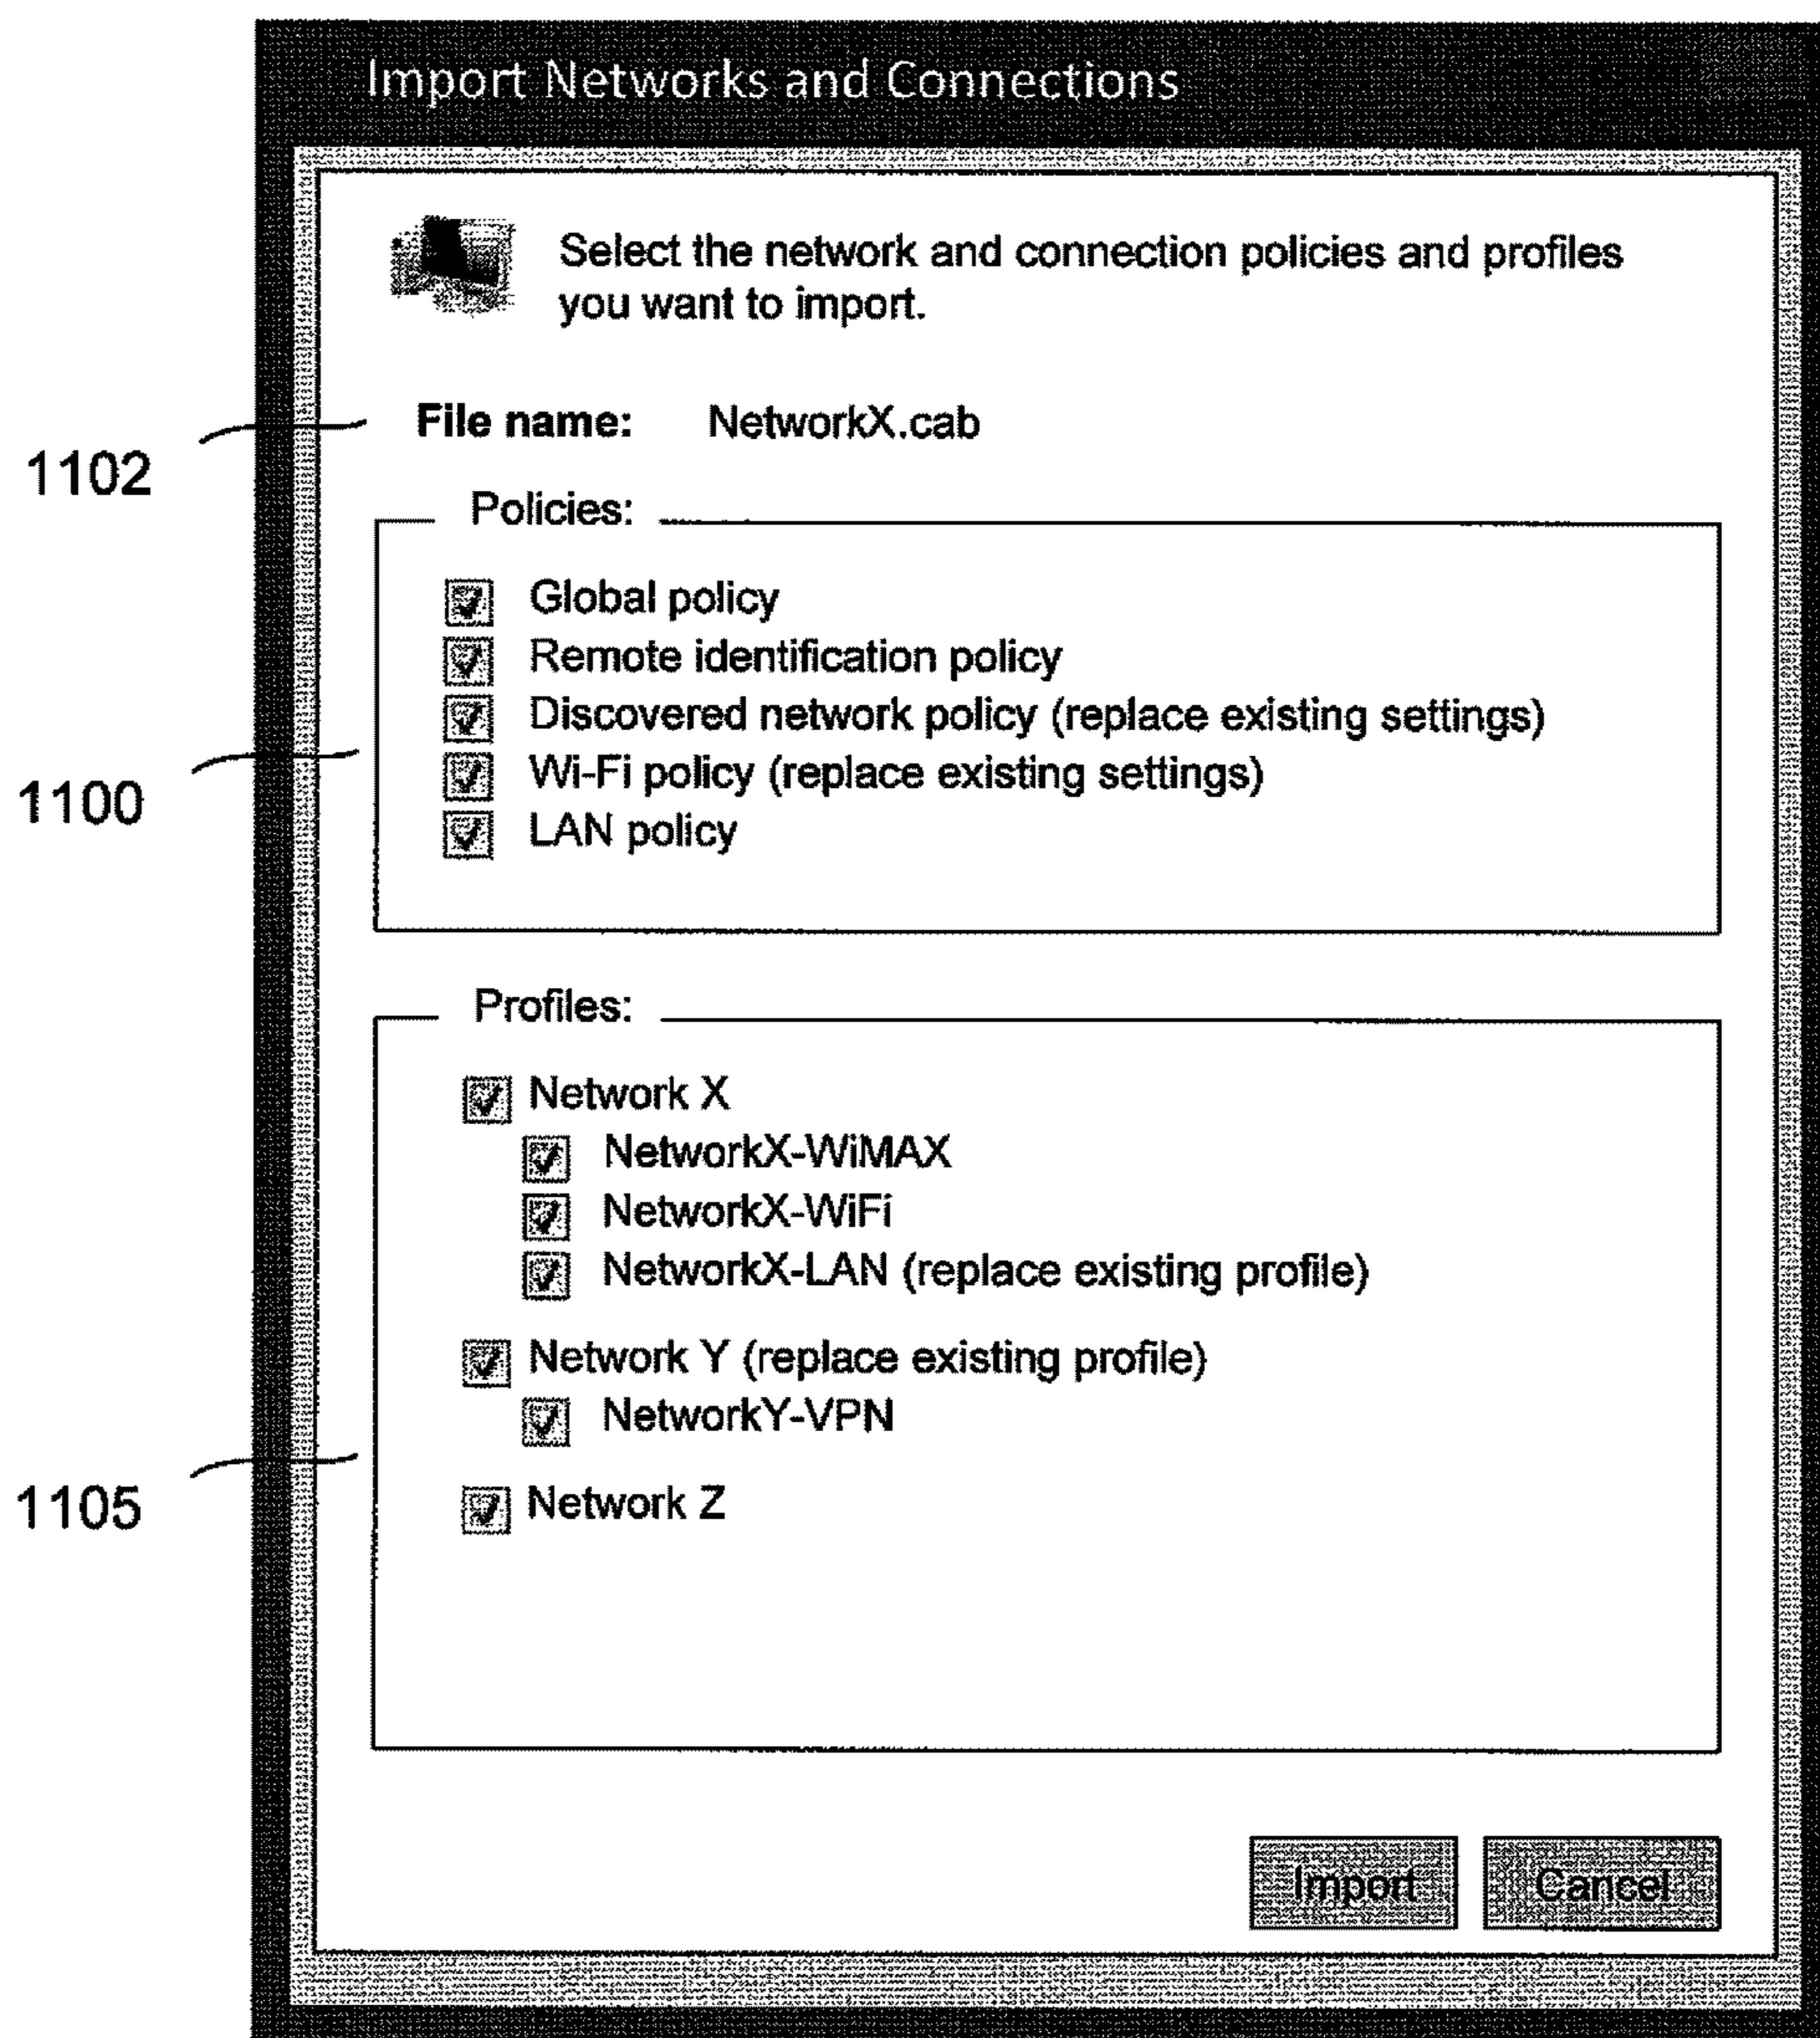 Import Networks and Connections
Select the network and connection policies and profiles
you want to import.
1102
File name: NetworkX.cab
Policies:
Global policy
Remote identification policy
Discovered network policy (replace existing settings)
1100
Wi-Fi policy (replace existing settings)
LAN policy
Profiles:
Network X
NetworkX-WiMAX
NetworkX-WiFi
NetworkX-LAN (replace existing profile)
Network Y (replace existing profile)
NetworkY-VPN
1105
Network Z
Import Cancel